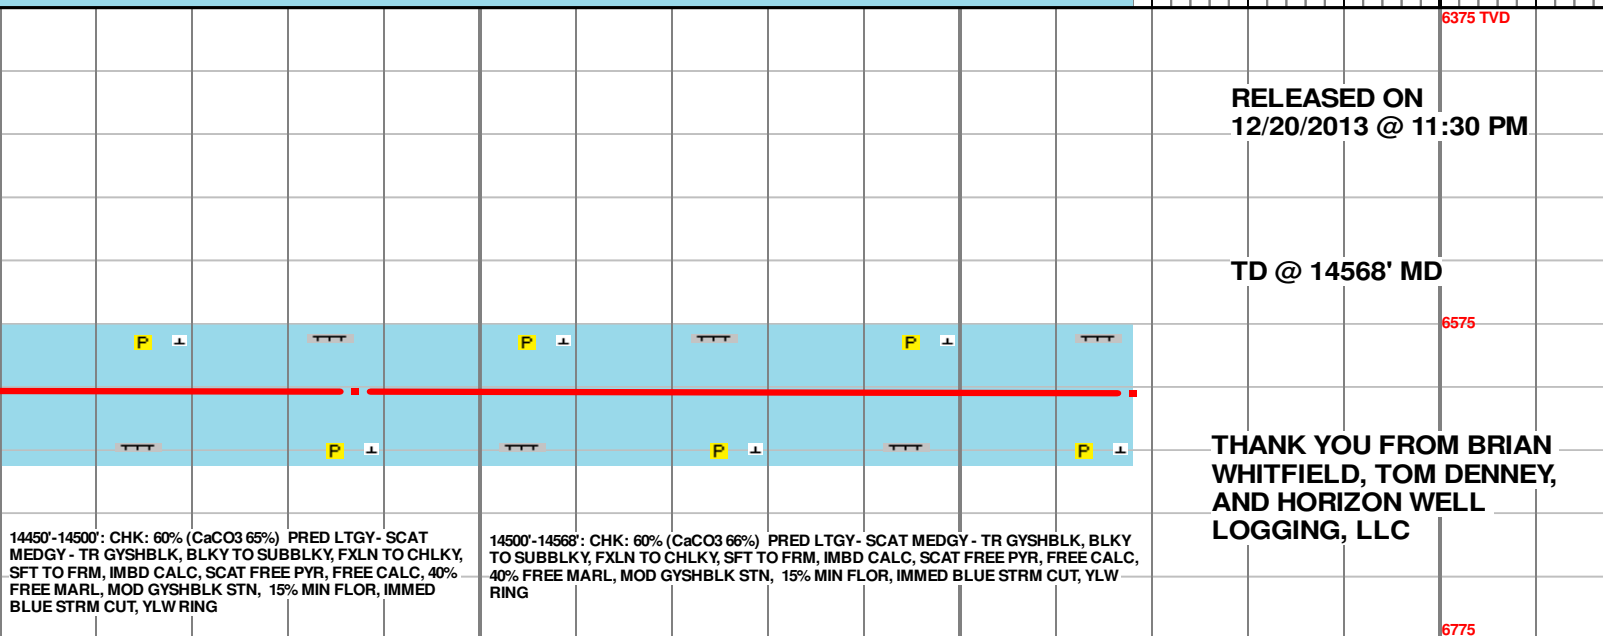 6375 TVD
RELEASED ON
12/20/2013 @ 11:30 PM
TD @ 14568' MD
6575
P
P
P
P
P
P
THANK YOU FROM BRIAN
WHITFIELD, TOM DENNEY,
AND HORIZON WELL
LOGGING, LLC
14450'-14500': CHK: 60% (CaCO3 65%) PRED LTGY- SCAT
MEDGY - TR GYSHBLK, BLKY TO SUBBLKY, FXLN TO CHLKY,
SFT TO FRM, IMBD CALC, SCAT FREE PYR, FREE CALC, 40%
FREE MARL, MOD GYSHBLK STN, 15% MIN FLOR, IMMED
BLUE STRM CUT, YLW RING
14500'-14568': CHK: 60% (CaCO3 66%) PRED LTGY- SCAT MEDGY - TR GYSHBLK, BLKY
TO SUBBLKY, FXLN TO CHLKY, SFT TO FRM, IMBD CALC, SCAT FREE PYR, FREE CALC,
40% FREE MARL, MOD GYSHBLK STN, 15% MIN FLOR, IMMED BLUE STRM CUT, YLW
RING
6775